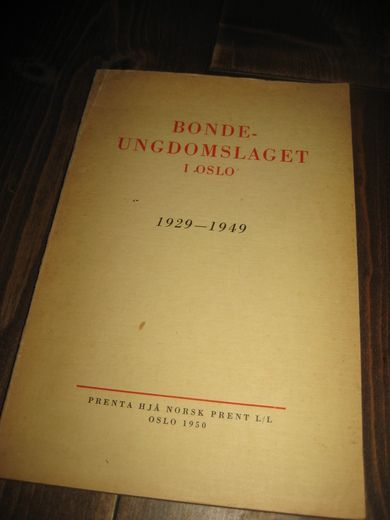 BONDE-
UNGDOMSLAGET
I OSLO
1929—1949
PRENTA HJÅ NORSK PRENT L/L
OSLO 1950